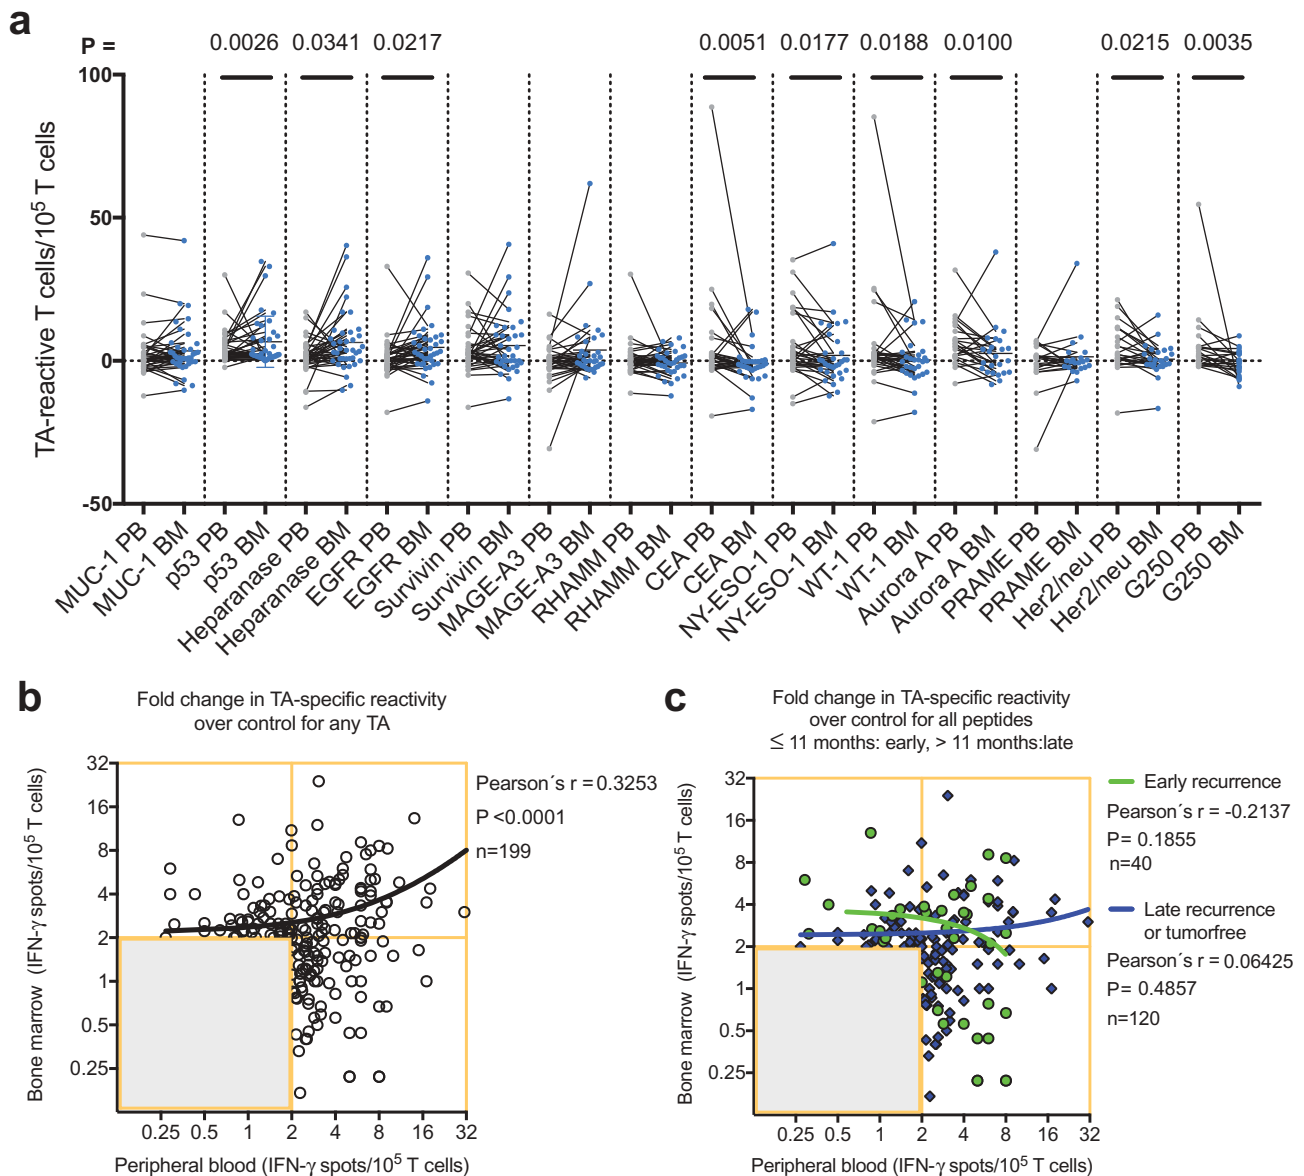 a
P =
0.0026 0.0341 0.0217 0.0051 0.0177 0.0188 0.0100 0.0215 0.0035
100
50
0
-50
TA-reactive T cells/10⁵ T cells
MUC-1 PB
MUC-1 BM
p53 PB
p53 BM
Heparanase PB
Heparanase BM
EGFR PB
EGFR BM
Survivin PB
Survivin BM
MAGE-A3 PB
MAGE-A3 BM
RHAMM PB
RHAMM BM
CEA PB
CEA BM
NY-ESO-1 PB
NY-ESO-1 BM
WT-1 PB
WT-1 BM
Aurora A PB
Aurora A BM
PRAME PB
PRAME BM
Her2/neu PB
Her2/neu BM
G250 PB
G250 BM
b
Fold change in TA-specific reactivity
over control for any TA
32
16
8
4
2
1
0.5
0.25
Bone marrow (IFN-γ spots/10⁵ T cells)
0.25 0.5 1 2 4 8 16 32
Peripheral blood (IFN-γ spots/10⁵ T cells)
Pearson´s r = 0.3253
P <0.0001
n=199
c
Fold change in TA-specific reactivity
over control for all peptides
≤ 11 months: early, > 11 months:late
32
16
8
4
2
1
0.5
0.25
Bone marrow (IFN-γ spots/10⁵ T cells)
0.25 0.5 1 2 4 8 16 32
Peripheral blood (IFN-γ spots/10⁵ T cells)
Early recurrence
Pearson´s r = -0.2137
P= 0.1855
n=40
Late recurrence
or tumorfree
Pearson´s r = 0.06425
P= 0.4857
n=120